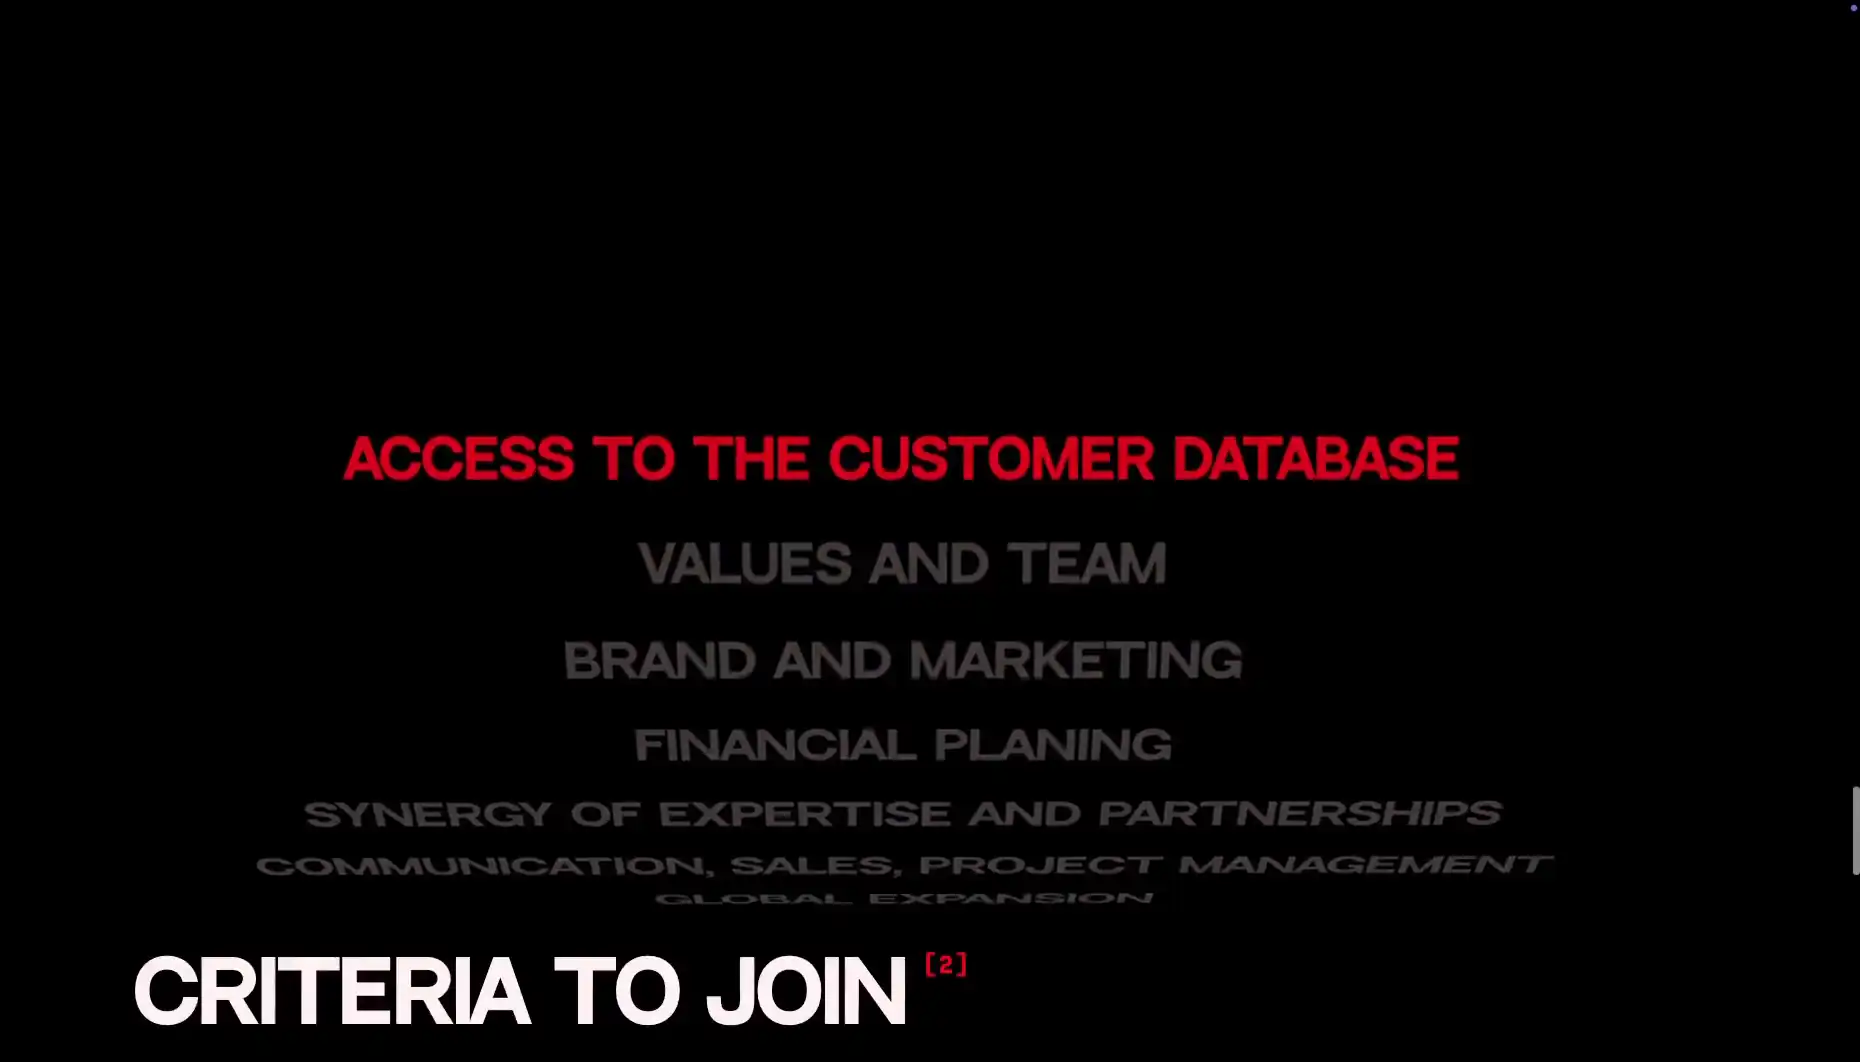 ACCESS TO THE CUSTOMER DATABASE
VALUES AND TEAM
BRAND AND MARKETING
FINANCIAL PLANING
SYNERGY OF EXPERTISE AND PARTNERSHIPS
COMMUNICATION, SALES, PROJECT MANAGEMENT
GLOBAL EXPANSION
CRITERIA TO JOIN [2]